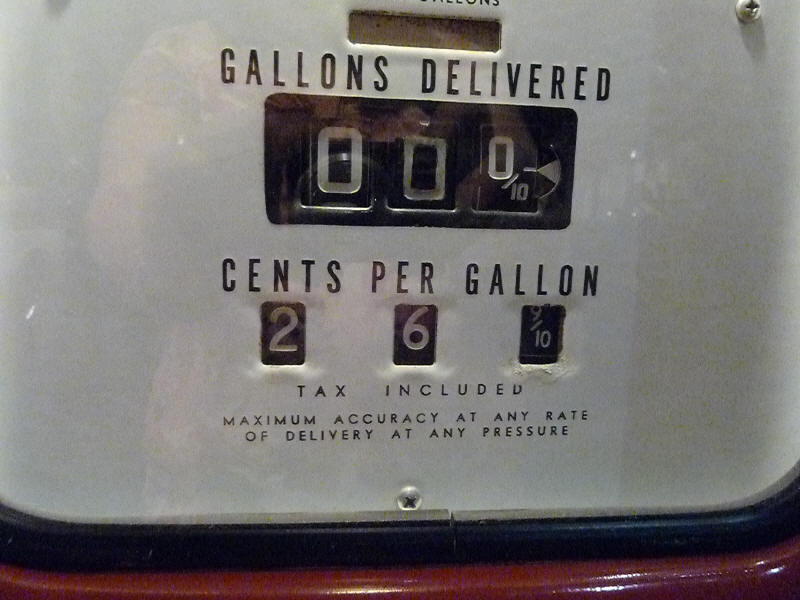 GALLONS
GALLONS DELIVERED
0 0 0/10
CENTS PER GALLON
2 6 9/10
TAX INCLUDED
MAXIMUM ACCURACY AT ANY RATE
OF DELIVERY AT ANY PRESSURE